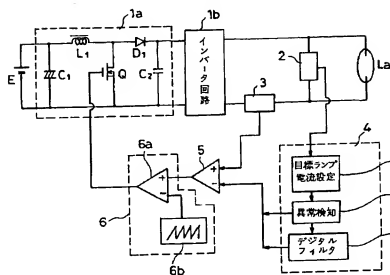 1a
1b
L₁
D₁
E
C₁
Q
C₂
インバータ回路
2
La
3
4
6a
5
+
-
+
-
6
6b
目標ランプ
電流設定
異常検知
デジタル
フィルタ